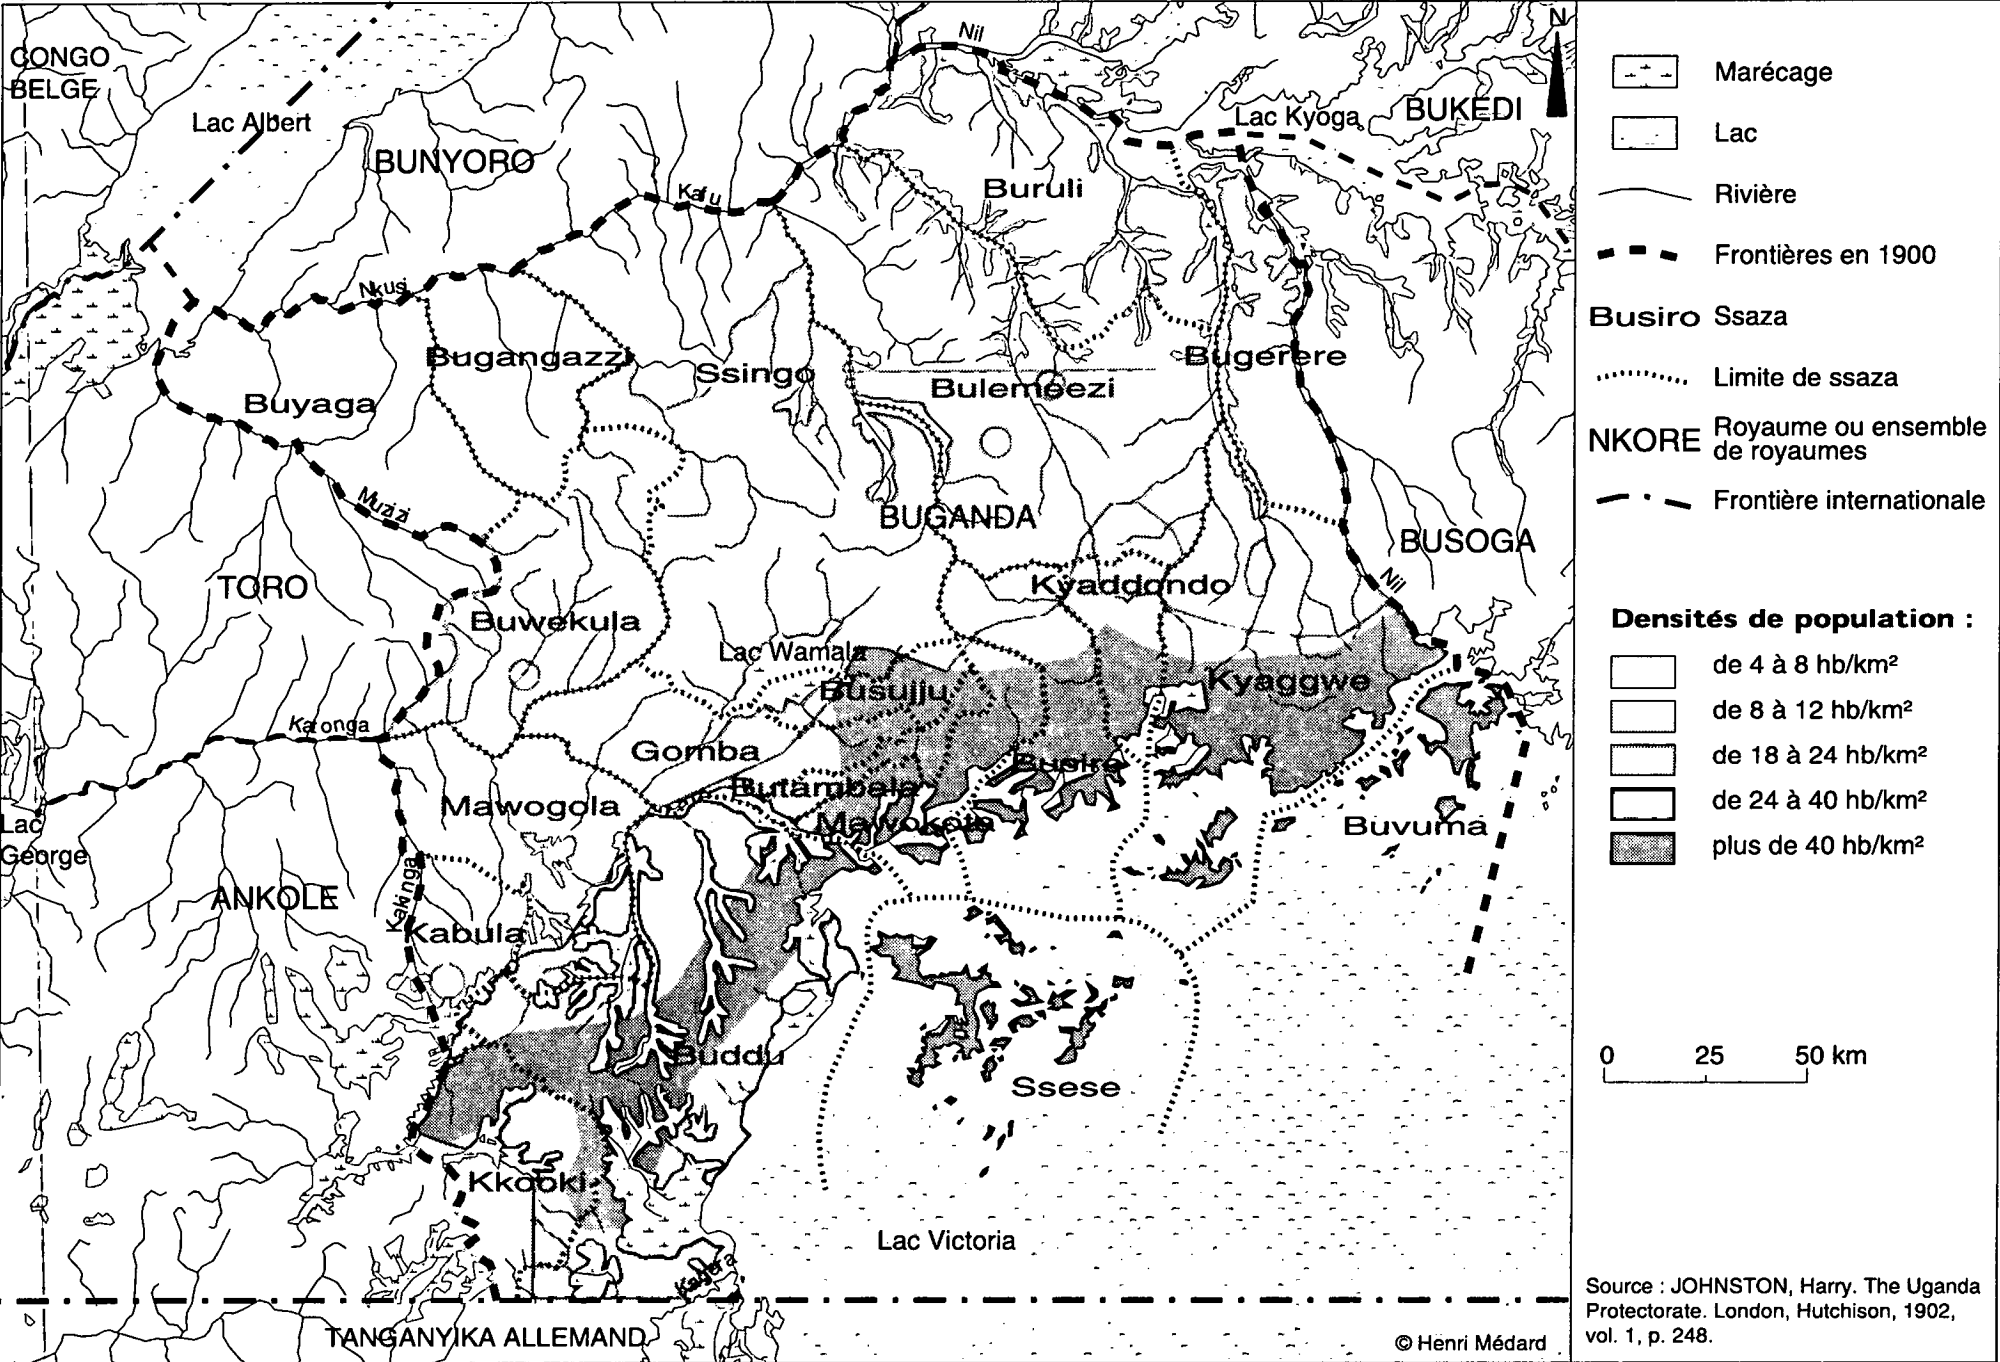 CONGO
BELGE
Lac Albert
BUNYORO
Nil
Lac Kyoga
BUKEDI
N
Kafu
Buruli
Nkusi
Bugangazzi
Ssingo
Bulemeezi
Bugerere
Buyaga
Muzizi
BUGANDA
BUSOGA
TORO
Kyaddondo
Nil
Buwekula
Lac Wamala
Busujju
Kyaggwe
Katonga
Gomba
Busiro
Butambala
Mawogola
Mawokota
Buvuma
Lac
George
Kakinga
ANKOLE
Kabula
Buddu
Ssese
Kkooki
Lac Victoria
Kagera
TANGANYIKA ALLEMAND
© Henri Médard
Marécage
Lac
Rivière
Frontières en 1900
Busiro Ssaza
Limite de ssaza
NKORE Royaume ou ensemble
de royaumes
Frontière internationale
Densités de population :
de 4 à 8 hb/km²
de 8 à 12 hb/km²
de 18 à 24 hb/km²
de 24 à 40 hb/km²
plus de 40 hb/km²
0 25 50 km
Source : JOHNSTON, Harry. The Uganda
Protectorate. London, Hutchison, 1902,
vol. 1, p. 248.